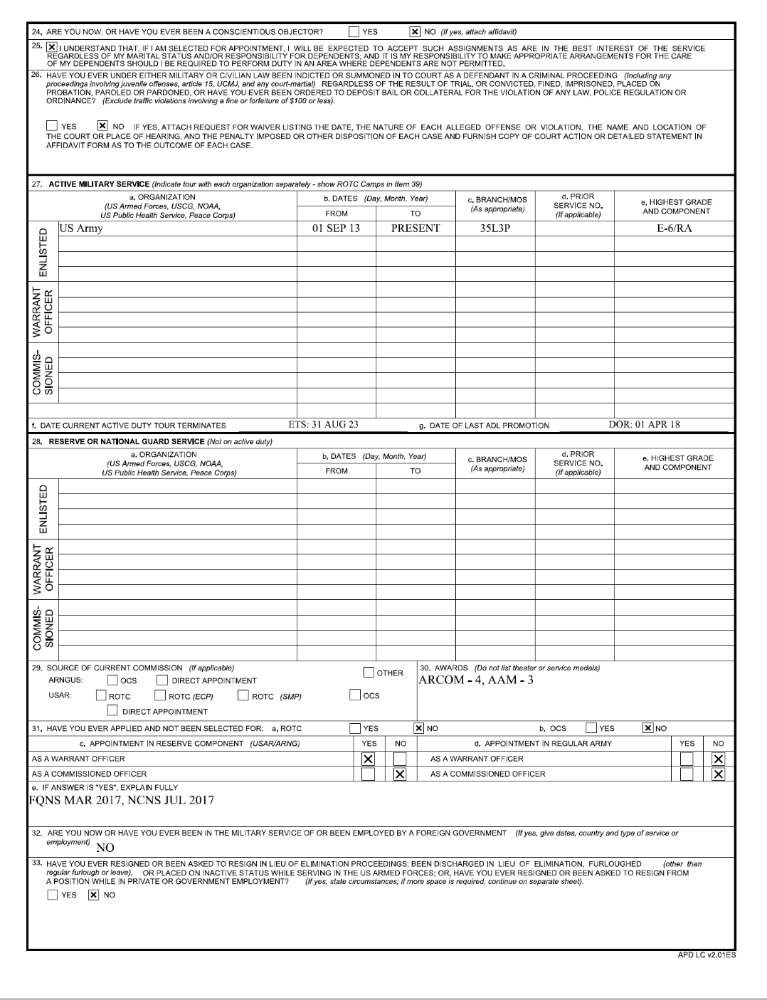 24. ARE YOU NOW, OR HAVE YOU EVER BEEN A CONSCIENTIOUS OBJECTOR? YES NO (If yes, attach affidavit)
25. I UNDERSTAND THAT, IF I AM SELECTED FOR APPOINTMENT, I WILL BE EXPECTED TO ACCEPT SUCH ASSIGNMENTS AS ARE IN THE BEST INTEREST OF THE SERVICE
REGARDLESS OF MY MARITAL STATUS AND/OR RESPONSIBILITY FOR DEPENDENTS; AND IT IS MY RESPONSIBILITY TO MAKE APPROPRIATE ARRANGEMENTS FOR THE CARE
OF MY DEPENDENTS SHOULD I BE REQUIRED TO PERFORM DUTY IN AN AREA WHERE DEPENDENTS ARE NOT PERMITTED.
26. HAVE YOU EVER UNDER EITHER MILITARY OR CIVILIAN LAW BEEN INDICTED OR SUMMONED IN TO COURT AS A DEFENDANT IN A CRIMINAL PROCEEDING (Including any
proceedings involving juvenile offenses, article 15, UCMJ, and any court-martial) REGARDLESS OF THE RESULT OF TRIAL, OR CONVICTED, FINED, IMPRISONED, PLACED ON
PROBATION, PAROLED OR PARDONED, OR HAVE YOU EVER BEEN ORDERED TO DEPOSIT BAIL OR COLLATERAL FOR THE VIOLATION OF ANY LAW, POLICE REGULATION OR
ORDINANCE? (Exclude traffic violations involving a fine or forfeiture of $100 or less).
YES NO IF YES, ATTACH REQUEST FOR WAIVER LISTING THE DATE, THE NATURE OF EACH ALLEGED OFFENSE OR VIOLATION, THE NAME AND LOCATION OF
THE COURT OR PLACE OF HEARING, AND THE PENALTY IMPOSED OR OTHER DISPOSITION OF EACH CASE AND FURNISH COPY OF COURT ACTION OR DETAILED STATEMENT IN
AFFIDAVIT FORM AS TO THE OUTCOME OF EACH CASE.
27. ACTIVE MILITARY SERVICE (Indicate tour with each organization separately - show ROTC Camps in Item 39)
a. ORGANIZATION
(US Armed Forces, USCG, NOAA,
US Public Health Service, Peace Corps)
b. DATES (Day, Month, Year)
FROM TO
c. BRANCH/MOS
(As appropriate)
d. PRIOR
SERVICE NO.
(If applicable)
e. HIGHEST GRADE
AND COMPONENT
ENLISTED
US Army 01 SEP 13 PRESENT 35L3P E-6/RA
WARRANT
OFFICER
COMMIS-
SIONED
f. DATE CURRENT ACTIVE DUTY TOUR TERMINATES ETS: 31 AUG 23 g. DATE OF LAST ADL PROMOTION DOR: 01 APR 18
28. RESERVE OR NATIONAL GUARD SERVICE (Not on active duty)
a. ORGANIZATION
(US Armed Forces, USCG, NOAA,
US Public Health Service, Peace Corps)
b. DATES (Day, Month, Year)
FROM TO
c. BRANCH/MOS
(As appropriate)
d. PRIOR
SERVICE NO.
(If applicable)
e. HIGHEST GRADE
AND COMPONENT
ENLISTED
WARRANT
OFFICER
COMMIS-
SIONED
29. SOURCE OF CURRENT COMMISSION (If applicable)
OTHER
ARNGUS: OCS DIRECT APPOINTMENT
USAR: ROTC ROTC (ECP) ROTC (SMP) OCS
DIRECT APPOINTMENT
30. AWARDS (Do not list theater or service medals)
ARCOM - 4, AAM - 3
31. HAVE YOU EVER APPLIED AND NOT BEEN SELECTED FOR: a. ROTC YES NO b. OCS YES NO
c. APPOINTMENT IN RESERVE COMPONENT (USAR/ARNG) YES NO d. APPOINTMENT IN REGULAR ARMY YES NO
AS A WARRANT OFFICER AS A WARRANT OFFICER
AS A COMMISSIONED OFFICER AS A COMMISSIONED OFFICER
e. IF ANSWER IS "YES", EXPLAIN FULLY
FQNS MAR 2017, NCNS JUL 2017
32. ARE YOU NOW OR HAVE YOU EVER BEEN IN THE MILITARY SERVICE OF OR BEEN EMPLOYED BY A FOREIGN GOVERNMENT (If yes, give dates, country and type of service or
employment) NO
33. HAVE YOU EVER RESIGNED OR BEEN ASKED TO RESIGN IN LIEU OF ELIMINATION PROCEEDINGS; BEEN DISCHARGED IN LIEU OF ELIMINATION, FURLOUGHED (other than
regular furlough or leave), OR PLACED ON INACTIVE STATUS WHILE SERVING IN THE US ARMED FORCES; OR, HAVE YOU EVER RESIGNED OR BEEN ASKED TO RESIGN FROM
A POSITION WHILE IN PRIVATE OR GOVERNMENT EMPLOYMENT? (If yes, state circumstances; if more space is required, continue on separate sheet).
YES NO
APD LC v2.01ES